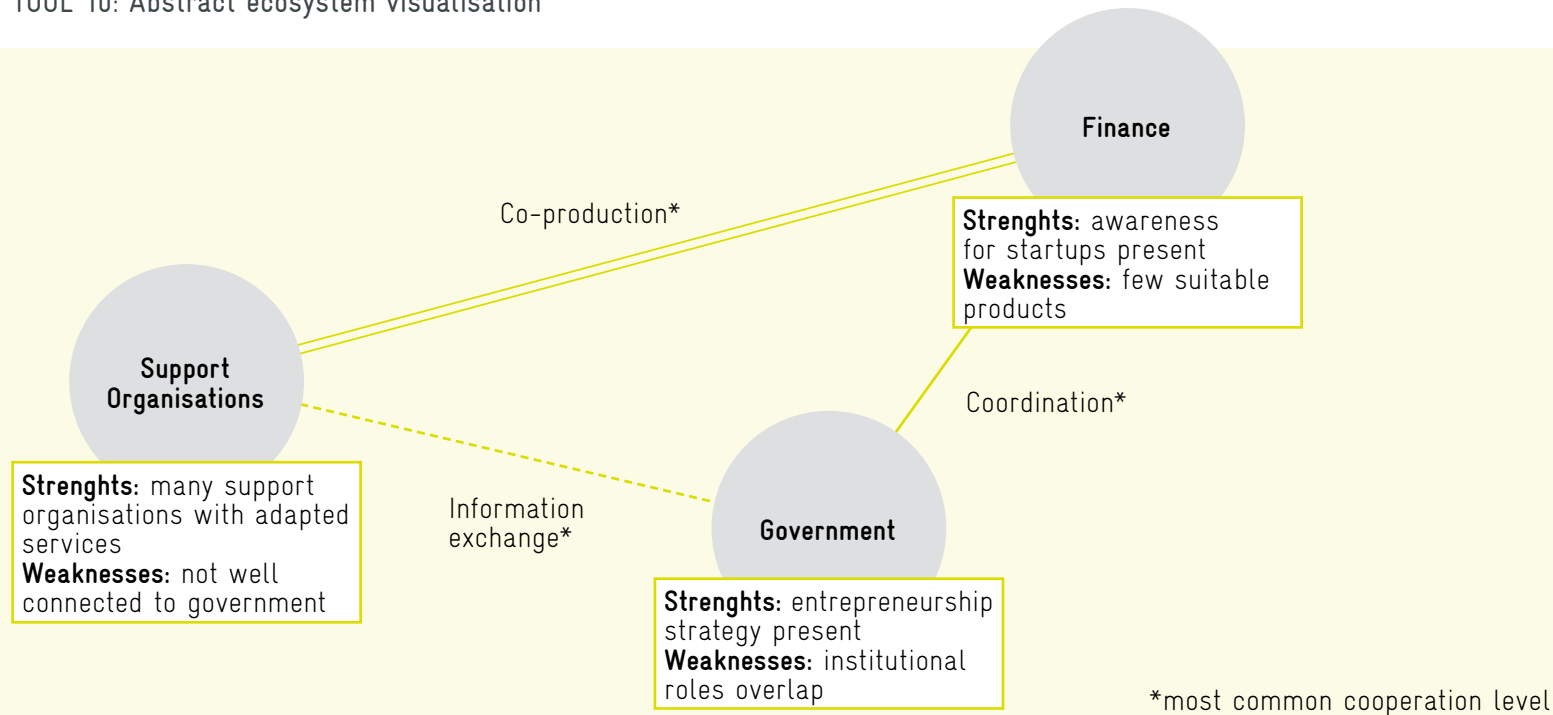 TOOL 10: Abstract ecosystem visualisation
Finance
Co-production*
Strenghts: awareness
for startups present
Weaknesses: few suitable
products
Support
Organisations
Coordination*
Strenghts: many support
organisations with adapted
services
Weaknesses: not well
connected to government
Information
exchange*
Government
Strenghts: entrepreneurship
strategy present
Weaknesses: institutional
roles overlap
*most common cooperation level